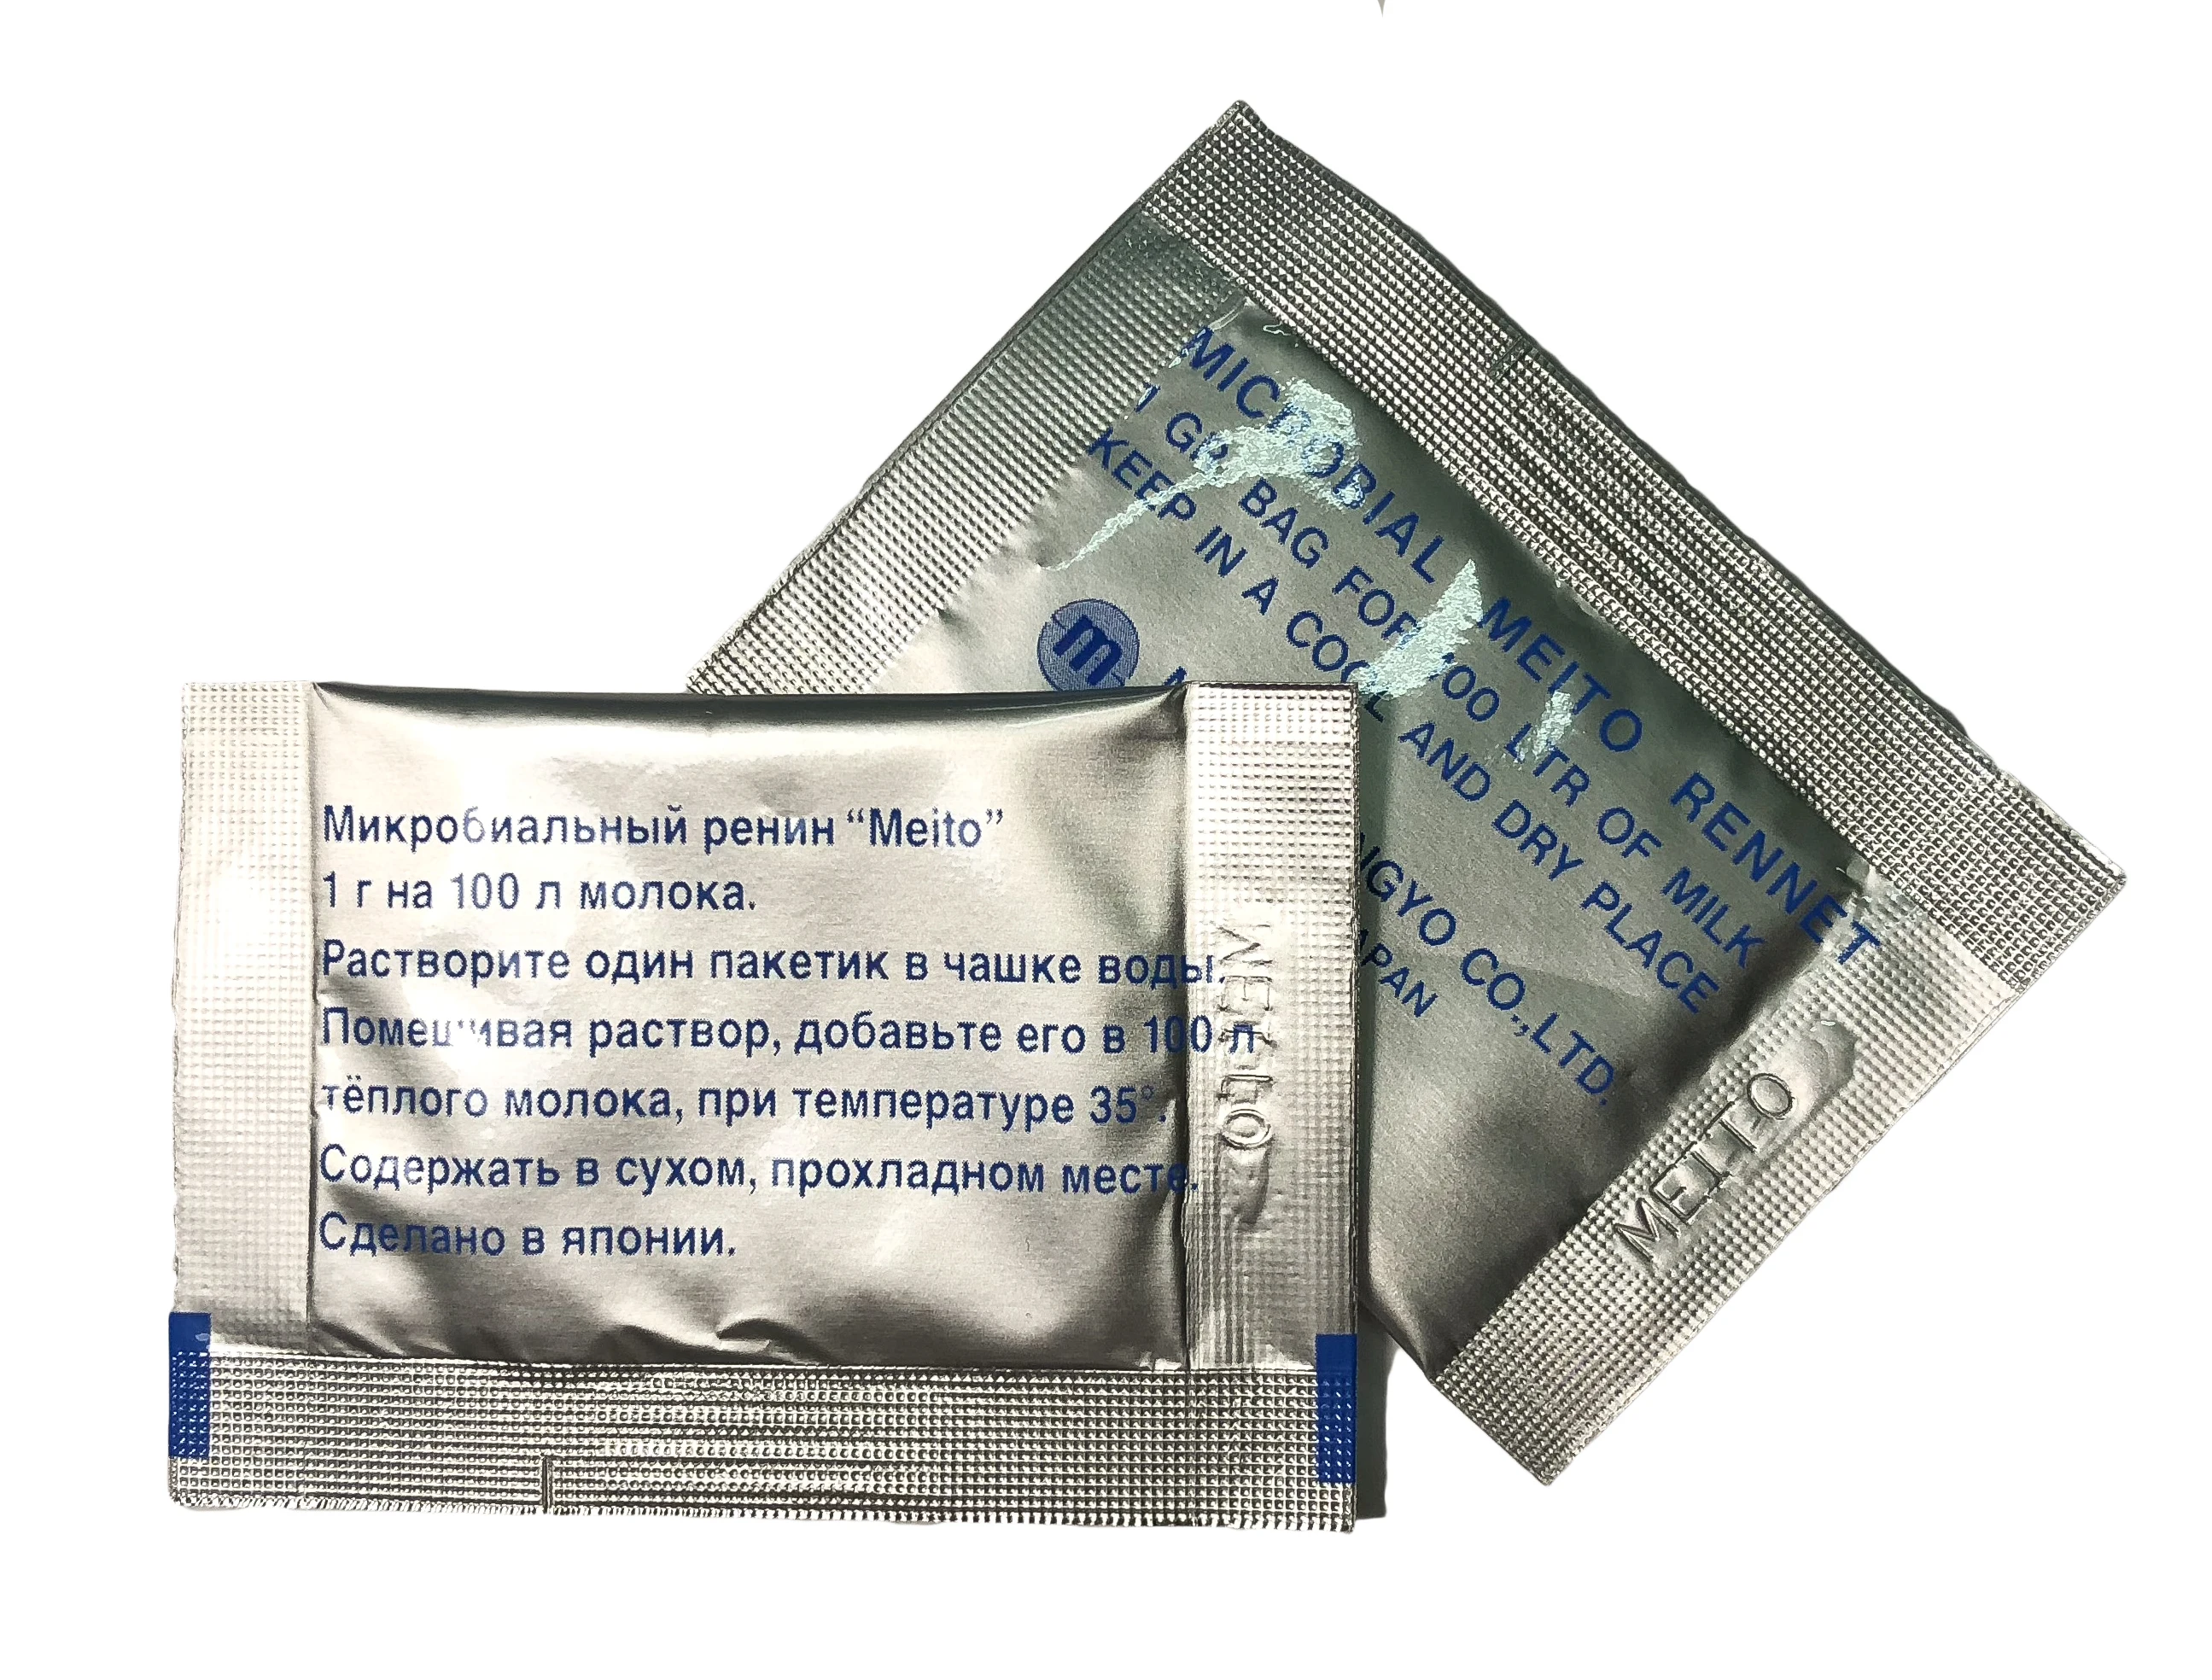 Микробиальный ренин “Meito”
1 г на 100 л молока.
Растворите один пакетик в чашке воды.
Помешивая раствор, добавьте его в 100 л
тёплого молока, при температуре 35°.
Содержать в сухом, прохладном месте.
Сделано в японии.
MEITO
MICROBIAL MEITO RENNET
1 GR. BAG FOR 100 LTR OF MILK
KEEP IN A COOL AND DRY PLACE
m
CO.,LTD.
MEITO